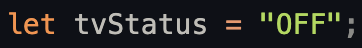 let tvStatus = "OFF";